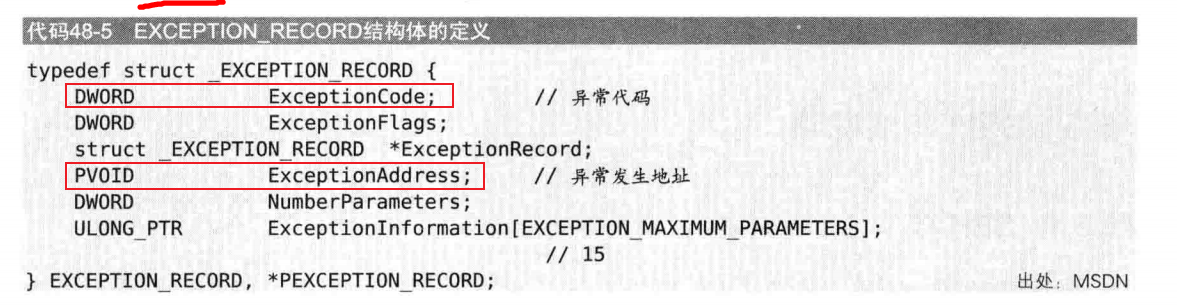 代码48-5 EXCEPTION_RECORD结构体的定义
typedef struct _EXCEPTION_RECORD {
DWORD ExceptionCode; // 异常代码
DWORD ExceptionFlags;
struct _EXCEPTION_RECORD *ExceptionRecord;
PVOID ExceptionAddress; // 异常发生地址
DWORD NumberParameters;
ULONG_PTR ExceptionInformation[EXCEPTION_MAXIMUM_PARAMETERS];
// 15
} EXCEPTION_RECORD, *PEXCEPTION_RECORD; 出处：MSDN